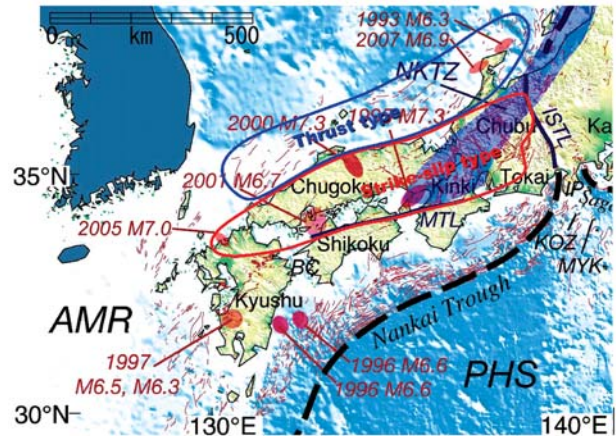 0 km 500
1993 M6.3
2007 M6.9
NKTZ
Thrust type
2000 M7.3
1995 M7.3
Chubu
ISTL
Ka
35°N
2001 M6.7
Chugoku
Strike-slip type
Kinki
Tokai
IP
Sag
2005 M7.0
MTL
Shikoku
KOZ
MYK
BC
Kyushu
Nankai Trough
AMR
1997
M6.5, M6.3
1996 M6.6
1996 M6.6
PHS
30°N
130°E
140°E